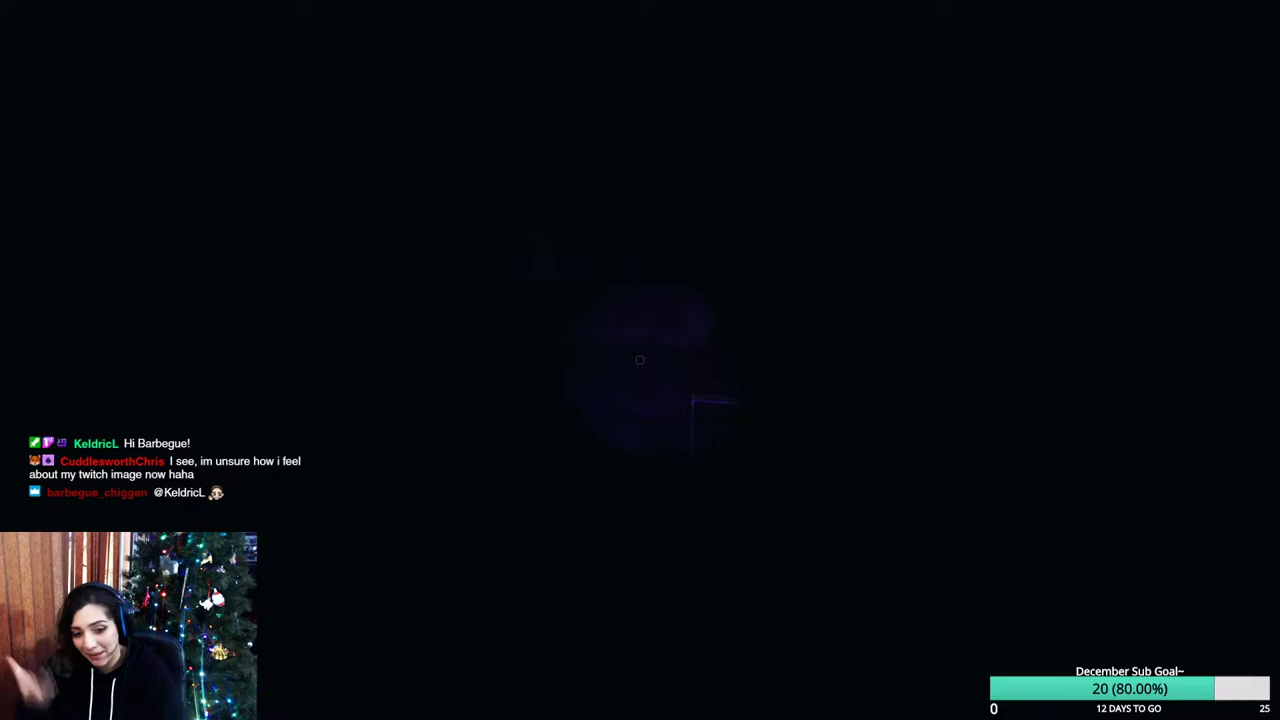 KeldricL Hi Barbegue!
CuddlesworthChris I see, im unsure how i feel
about my twitch image now haha
barbegue_chiggen @KeldricL
December Sub Goal~
20 (80.00%)
0 12 DAYS TO GO 25